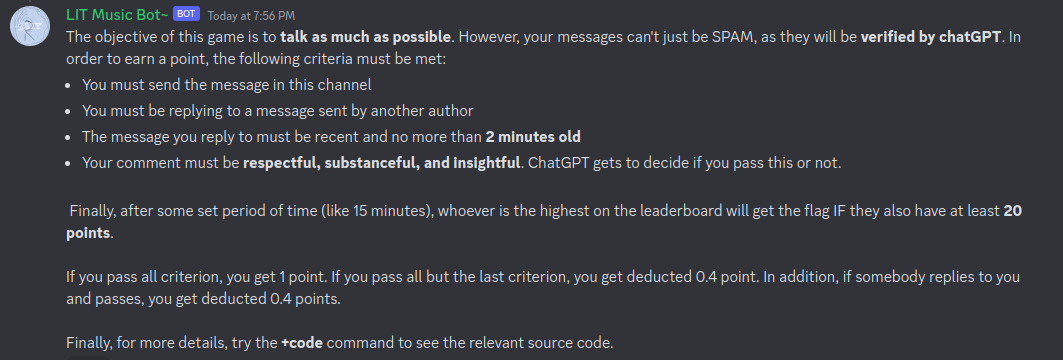 LIT Music Bot~ BOT Today at 7:56 PM
The objective of this game is to talk as much as possible. However, your messages can't just be SPAM, as they will be verified by chatGPT. In
order to earn a point, the following criteria must be met:
• You must send the message in this channel
• You must be replying to a message sent by another author
• The message you reply to must be recent and no more than 2 minutes old
• Your comment must be respectful, substanceful, and insightful. ChatGPT gets to decide if you pass this or not.
Finally, after some set period of time (like 15 minutes), whoever is the highest on the leaderboard will get the flag IF they also have at least 20
points.
If you pass all criterion, you get 1 point. If you pass all but the last criterion, you get deducted 0.4 point. In addition, if somebody replies to you
and passes, you get deducted 0.4 points.
Finally, for more details, try the +code command to see the relevant source code.